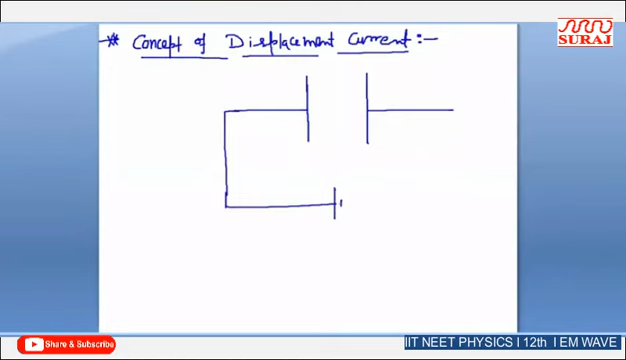 * Concept of Displacement Current :-
SURAJ
Share & Subscribe
IIT NEET PHYSICS I 12th I EM WAVE